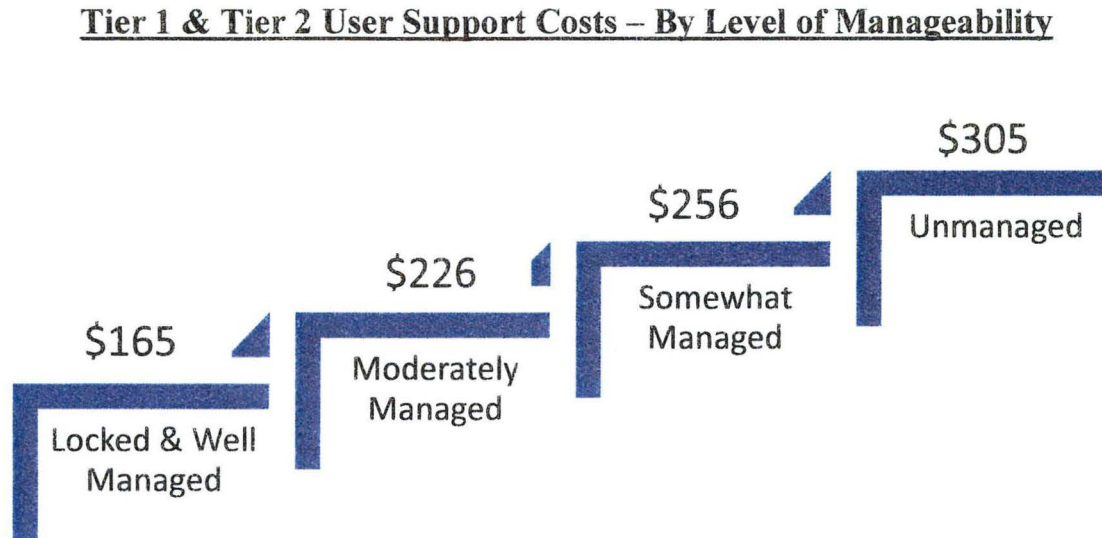 Tier 1 & Tier 2 User Support Costs – By Level of Manageability
$305
Unmanaged
$256
Somewhat
Managed
$226
Moderately
Managed
$165
Locked & Well
Managed